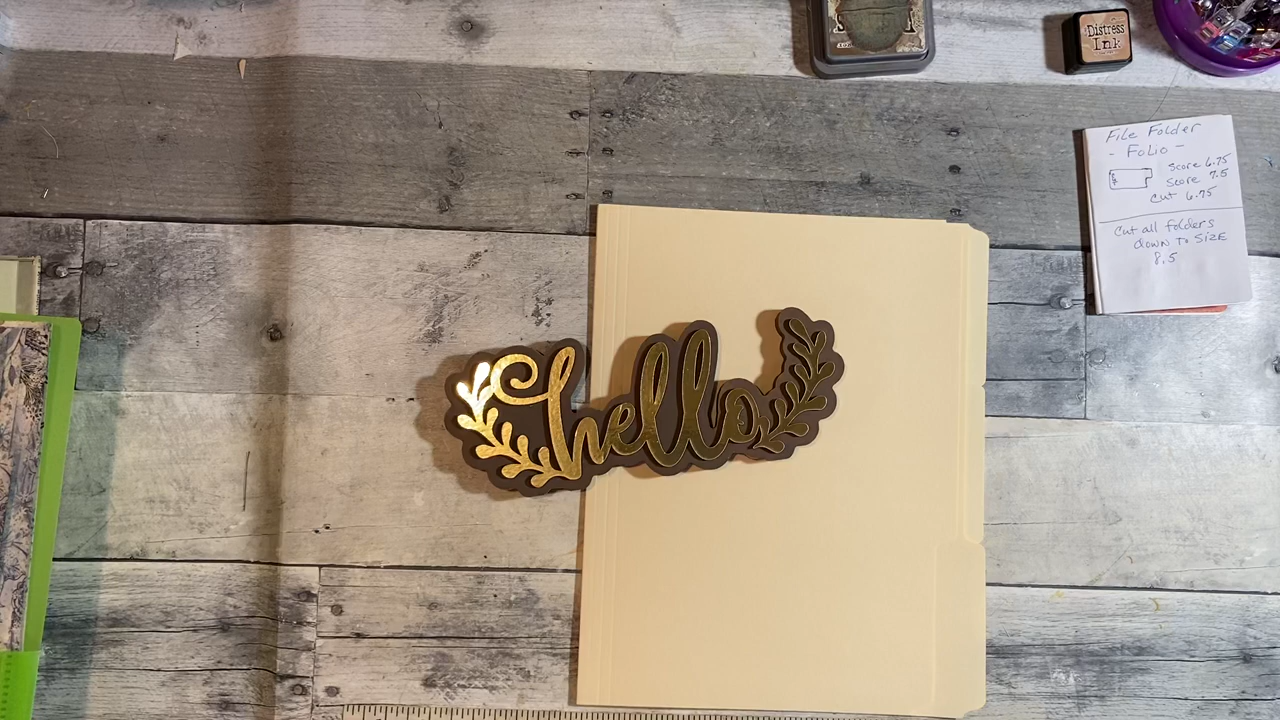 Distress
Ink
File Folder
- Folio -
Score 6.75
Score 7.5
Cut 6.75
Cut all folders
down to SIZE
8.5
hello